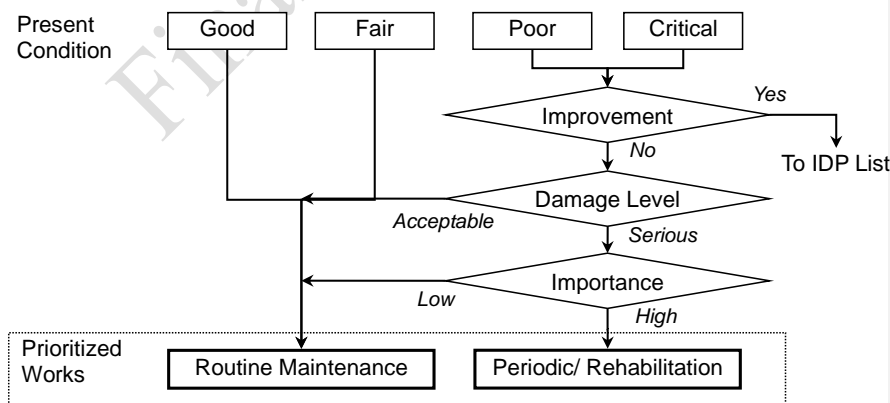 Present
Condition
Good
Fair
Poor
Critical
Improvement
Yes
No
To IDP List
Damage Level
Acceptable
Serious
Importance
Low
High
Prioritized
Works
Routine Maintenance
Periodic/ Rehabilitation